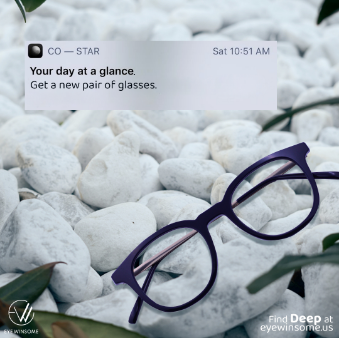 CO — STAR Sat 10:51 AM
Your day at a glance.
Get a new pair of glasses.
EYEWINSOME
Find Deep at
eyewinsome.us